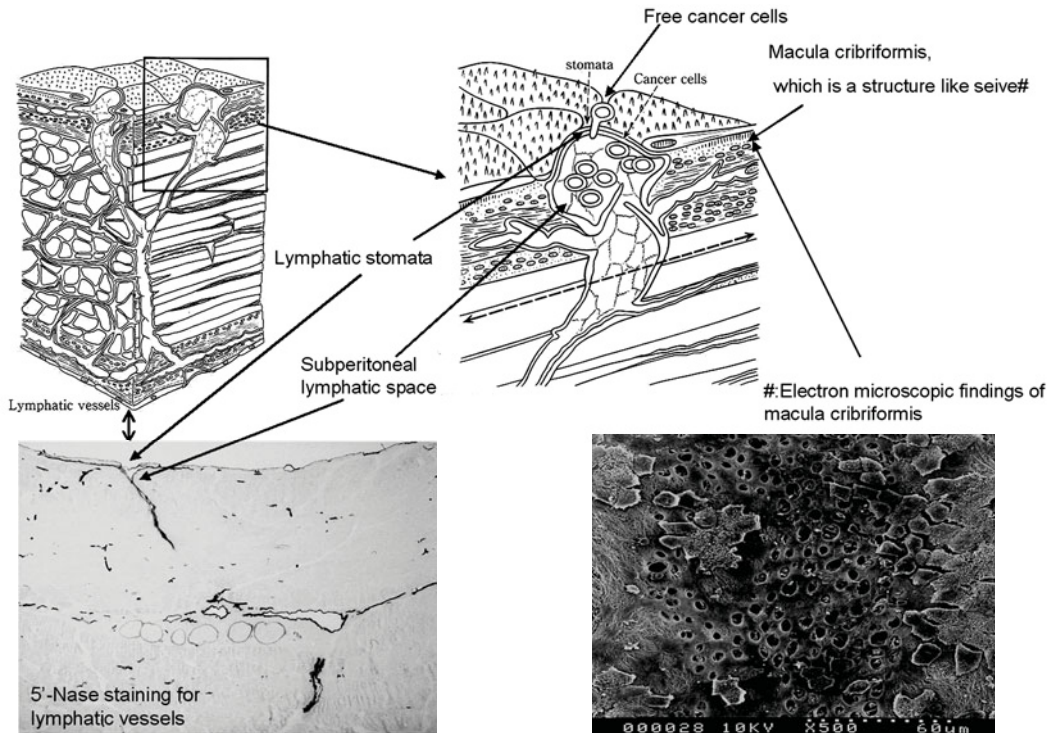 Free cancer cells
Macula cribriformis,
which is a structure like seive#
stomata
Cancer cells
Lymphatic stomata
Subperitoneal
lymphatic space
Lymphatic vessels
#:Electron microscopic findings of
macula cribriformis
5'-Nase staining for
lymphatic vessels
000028 10KV X500 60µm